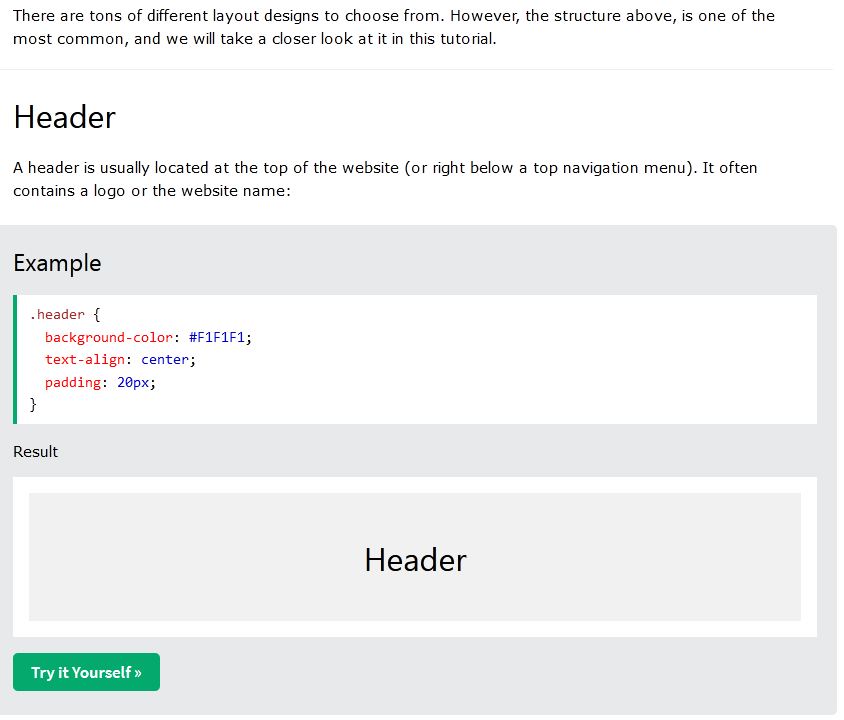 There are tons of different layout designs to choose from. However, the structure above, is one of the
most common, and we will take a closer look at it in this tutorial.
Header
A header is usually located at the top of the website (or right below a top navigation menu). It often
contains a logo or the website name:
Example
.header {
  background-color: #F1F1F1;
  text-align: center;
  padding: 20px;
}
Result
Header
Try it Yourself »